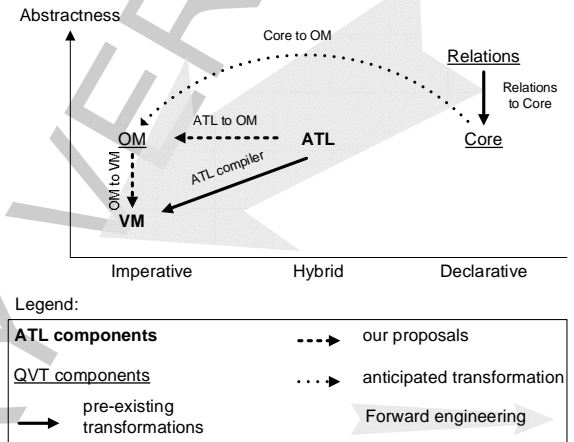 Abstractness
Core to OM
Relations
Relations
to Core
ATL to OM
OM
ATL
Core
OM to VM
ATL compiler
VM
Imperative
Hybrid
Declarative
Legend:
ATL components
our proposals
QVT components
anticipated transformation
pre-existing
transformations
Forward engineering